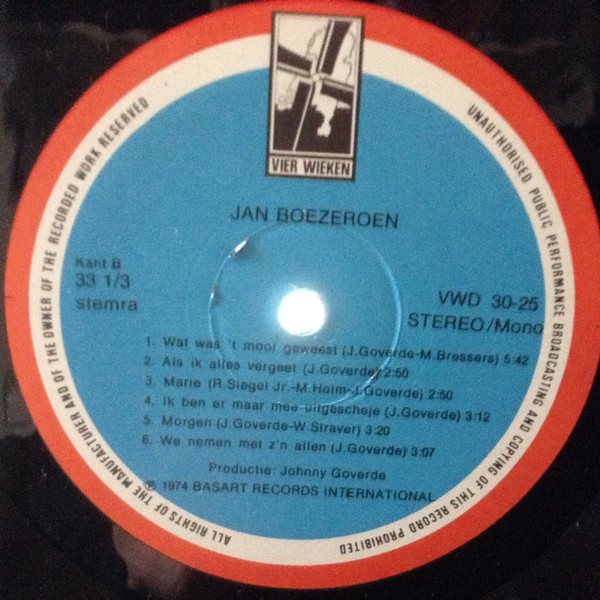 VIER WIEKEN
JAN BOEZEROEN
Kant B
33 1/3
stemra
VWD 30-25
STEREO/Mono
1. Wat was 't mooi geweest (J.Goverde-M.Bressers) 5:42
2. Als ik alles vergeet (J.Goverde) 2:50
3. Marie (R.Siegel Jr.-M Holm-J.Goverde) 2:50
4. Ik ben er maar mee uitgescheje (J.Goverde) 3:12
5. Morgen (J.Goverde-W.Straver) 3:20
6. We nemen met z'n allen (J.Goverde) 3:07
Productie: Johnny Goverde
℗ 1974 BASART RECORDS INTERNATIONAL
ALL RIGHTS OF THE MANUFACTURER AND OF THE OWNER OF THE RECORDED WORK RESERVED
UNAUTHORISED PUBLIC PERFORMANCE BROADCASTING AND COPYING OF THIS RECORD PROHIBITED